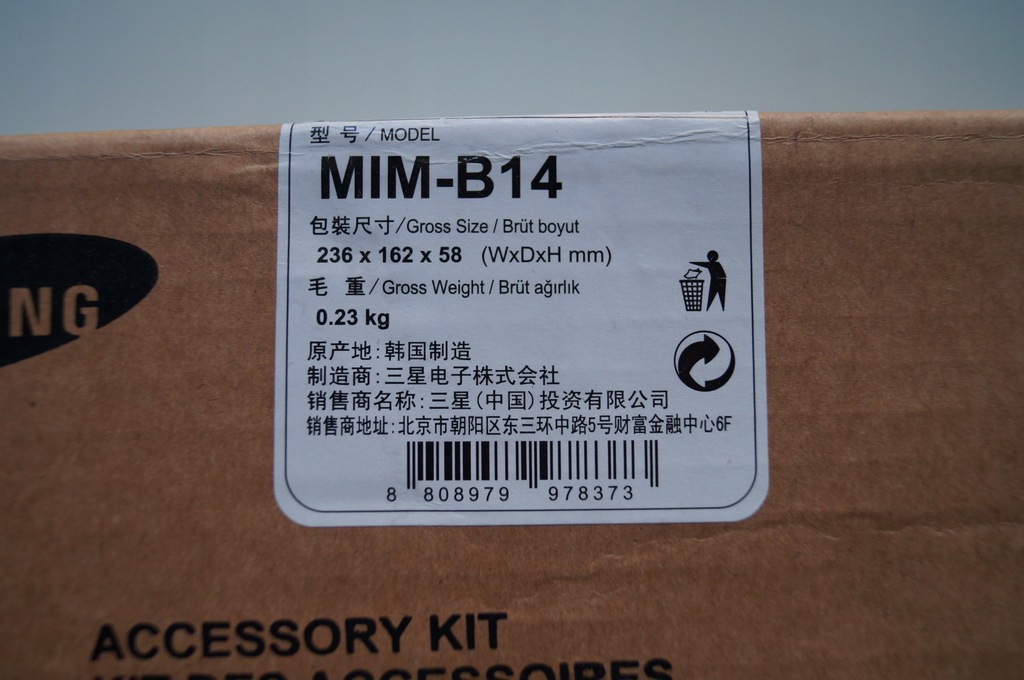 型 号 / MODEL
MIM-B14
包裝尺寸/Gross Size / Brüt boyut
236 x 162 x 58 (WxDxH mm)
毛 重 / Gross Weight / Brüt ağırlık
0.23 kg
NG
原产地:韩国制造
制造商:三星电子株式会社
销售商名称:三星(中国)投资有限公司
销售商地址:北京市朝阳区东三环中路5号财富金融中心6F
8 808979 978373
ACCESSORY KIT
KIT DES ACCESSOIRES